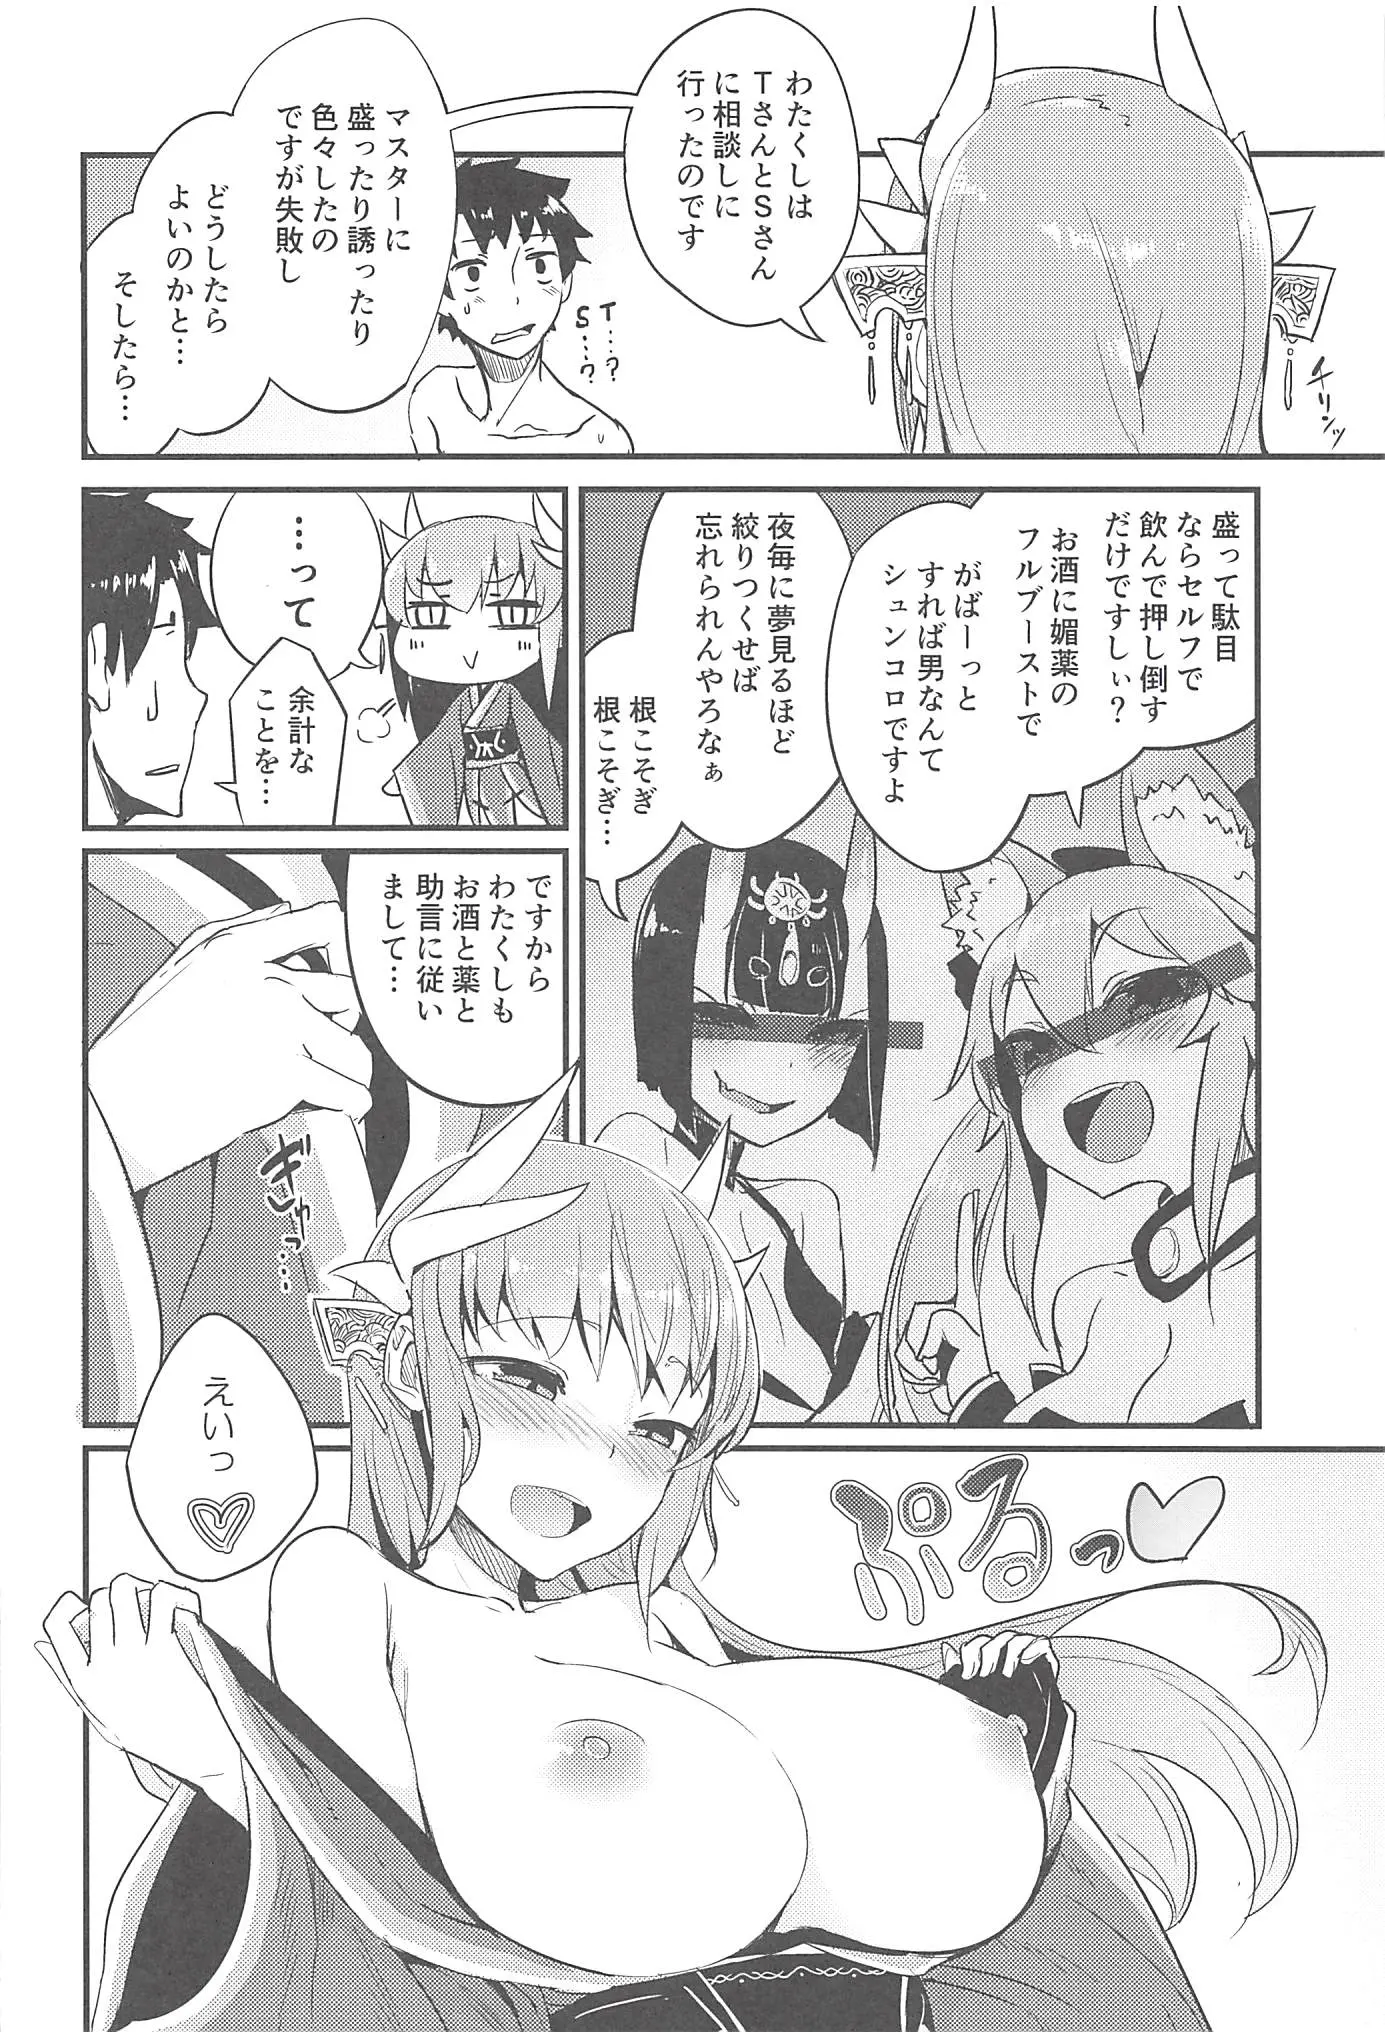 わたくしは
TさんとSさん
に相談しに
行ったのです
マスターに
盛ったり誘ったり
色々したの
ですが失敗し
どうしたら
よいのかと…
そしたら…
T…?
S…?
チリンッ
盛って駄目
ならセルフで
飲んで押し倒す
だけですしぃ?
お酒に媚薬の
フルブーストで
がばーっと
すれば男なんて
シュンコロですよ
夜毎に夢見るほど
絞りつくせば
忘れられんやろなぁ
根こそぎ
根こそぎ…
…って
余計な
ことを…
ですから
わたくしも
お酒と薬と
助言に従い
まして…
ぎゅっ…
えいっ♡
ぷるっ♡